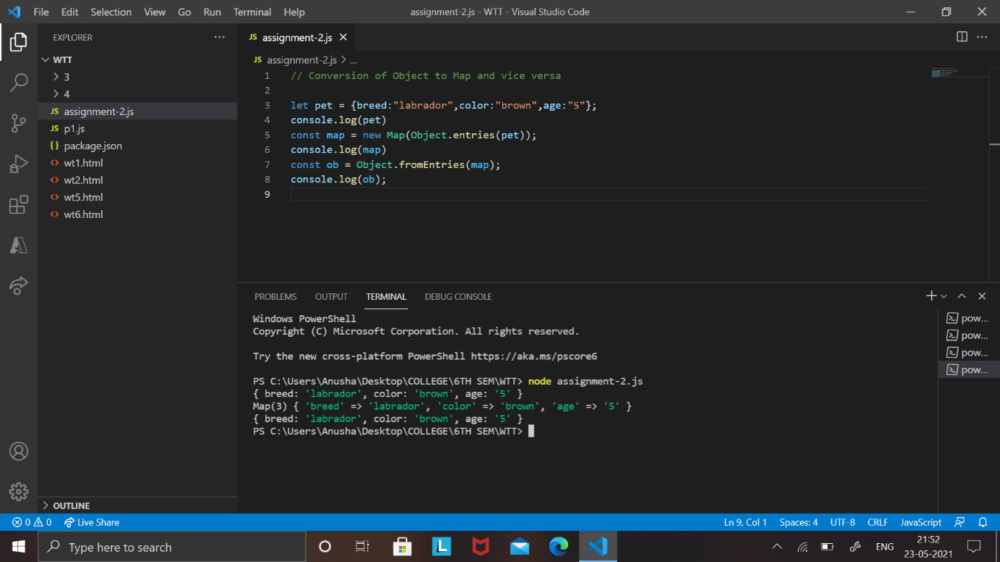 File Edit Selection View Go Run Terminal Help
assignment-2.js - WTT - Visual Studio Code
EXPLORER
WTT
3
4
JS assignment-2.js
JS p1.js
{} package.json
<> wt1.html
<> wt2.html
<> wt5.html
<> wt6.html
OUTLINE
JS assignment-2.js
JS assignment-2.js > ...
1 // Conversion of Object to Map and vice versa
2
3 let pet = {breed:"labrador",color:"brown",age:"5"};
4 console.log(pet)
5 const map = new Map(Object.entries(pet));
6 console.log(map)
7 const ob = Object.fromEntries(map);
8 console.log(ob);
9
PROBLEMS OUTPUT TERMINAL DEBUG CONSOLE
Windows PowerShell
Copyright (C) Microsoft Corporation. All rights reserved.
Try the new cross-platform PowerShell https://aka.ms/pscore6
PS C:\Users\Anusha\Desktop\COLLEGE\6TH SEM\WTT> node assignment-2.js
{ breed: 'labrador', color: 'brown', age: '5' }
Map(3) { 'breed' => 'labrador', 'color' => 'brown', 'age' => '5' }
{ breed: 'labrador', color: 'brown', age: '5' }
PS C:\Users\Anusha\Desktop\COLLEGE\6TH SEM\WTT>
pow...
pow...
pow...
pow...
0 0 Live Share
Ln 9, Col 1 Spaces: 4 UTF-8 CRLF JavaScript
Type here to search
L
ENG
21:52
23-05-2021